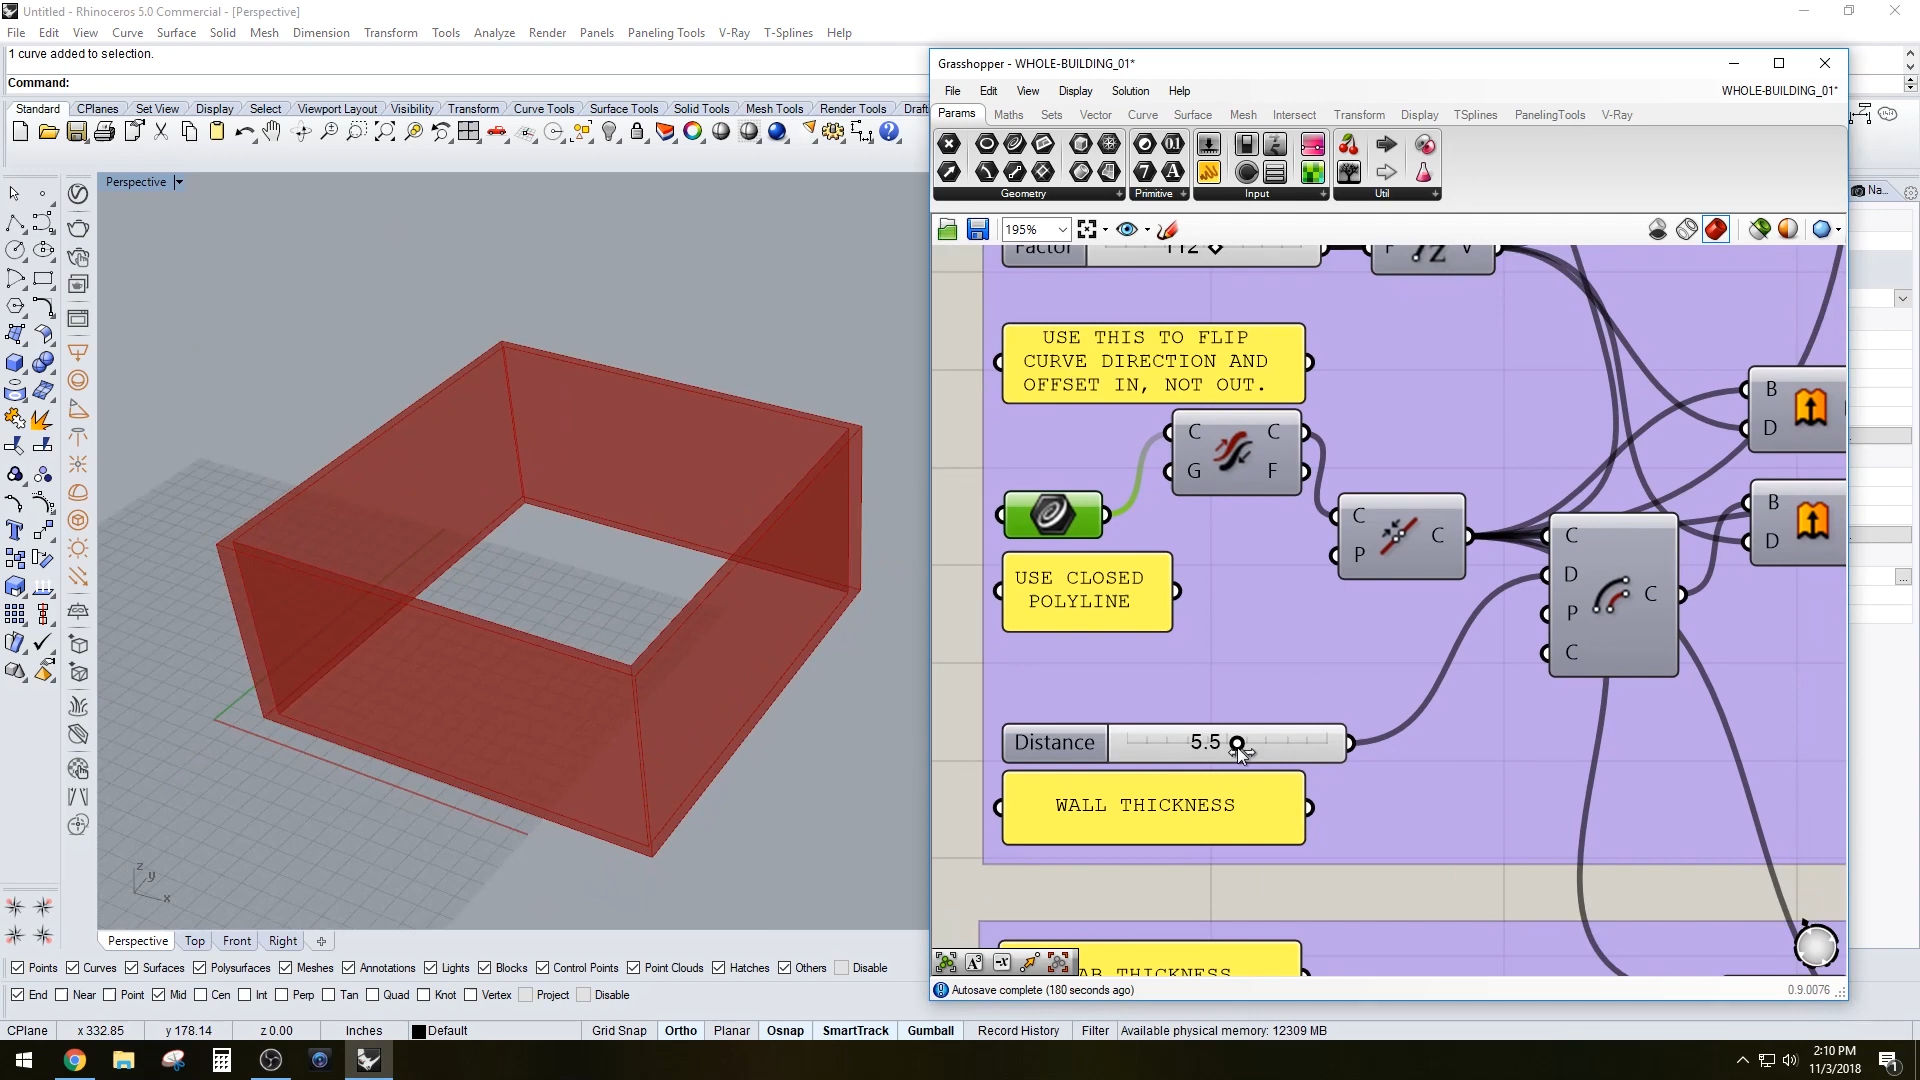 Untitled - Rhinoceros 5.0 Commercial - [Perspective]
File Edit View Curve Surface Solid Mesh Dimension Transform Tools Analyze Render Panels Paneling Tools V-Ray T-Splines Help
1 curve added to selection.
Command:
Standard CPlanes Set View Display Select Viewport Layout Visibility Transform Curve Tools Surface Tools Solid Tools Mesh Tools Render Tools Draft
Perspective
z
y
x
Perspective Top Front Right
Points Curves Surfaces Polysurfaces Meshes Annotations Lights Blocks Control Points Point Clouds Hatches Others Disable
End Near Point Mid Cen Int Perp Tan Quad Knot Vertex Project Disable
CPlane x 332.85 y 178.14 z 0.00 Inches Default Grid Snap Ortho Planar Osnap SmartTrack Gumball Record History Filter Available physical memory: 12309 MB
Grasshopper - WHOLE-BUILDING_01*
File Edit View Display Solution Help WHOLE-BUILDING_01*
Params Maths Sets Vector Curve Surface Mesh Intersect Transform Display TSplines PanelingTools V-Ray
Geometry Primitive Input Util
195%
Factor 112 F Z V
USE THIS TO FLIP
CURVE DIRECTION AND
OFFSET IN, NOT OUT.
C C
G F
USE CLOSED
POLYLINE
C C
P
C
D
P C
C
B
D
B
D
Distance 5.5
WALL THICKNESS
AB THICKNESS
Autosave complete (180 seconds ago) 0.9.0076
Na...
2:10 PM
11/3/2018
1